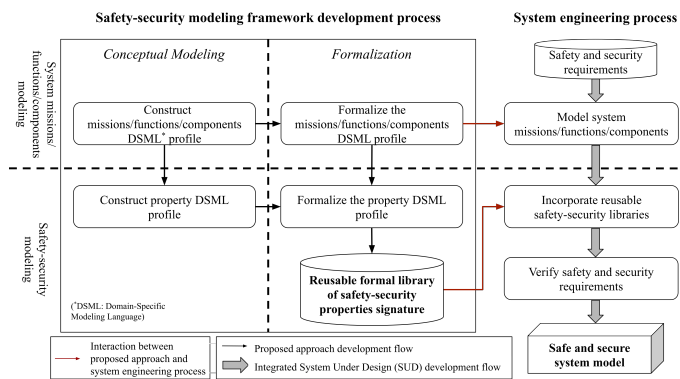 Safety-security modeling framework development process
System engineering process
System missions/
functions/components
modeling
Conceptual Modeling
Formalization
Safety and security
requirements
Construct
missions/functions/components
DSML* profile
Formalize the
missions/functions/components
DSML profile
Model system
missions/functions/components
Safety-security
modeling
Construct property DSML
profile
Formalize the property DSML
profile
Incorporate reusable
safety-security libraries
Reusable formal library
of safety-security
properties signature
Verify safety and security
requirements
(*DSML: Domain-Specific
Modeling Language)
Safe and secure
system model
Interaction between
proposed approach and
system engineering process
Proposed approach development flow
Integrated System Under Design (SUD) development flow